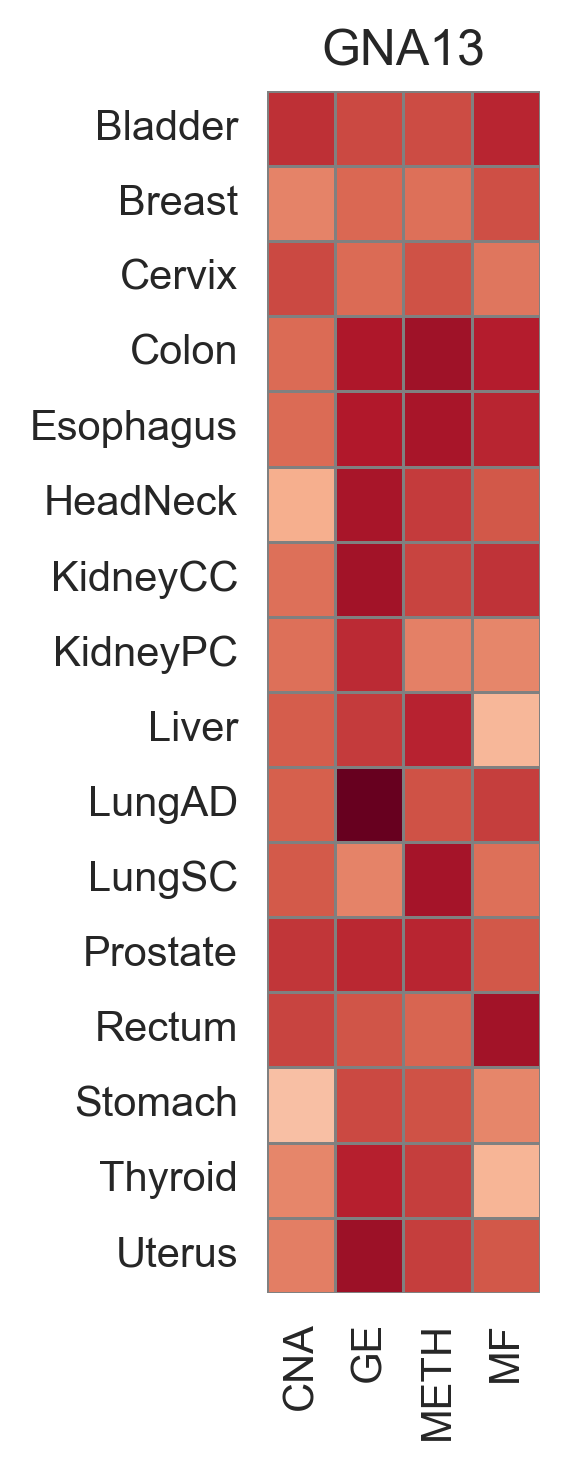 GNA13
Bladder
Breast
Cervix
Colon
Esophagus
HeadNeck
KidneyCC
KidneyPC
Liver
LungAD
LungSC
Prostate
Rectum
Stomach
Thyroid
Uterus
CNA
GE
METH
MF